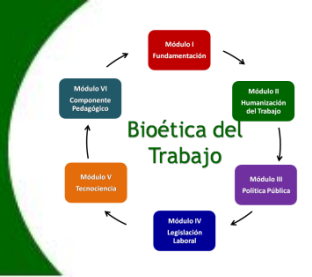 Módulo I
Fundamentación
Módulo II
Humanización
del Trabajo
Módulo III
Política Pública
Módulo IV
Legislación
Laboral
Módulo V
Tecnociencia
Módulo VI
Componente
Pedagógico
Bioética del
Trabajo